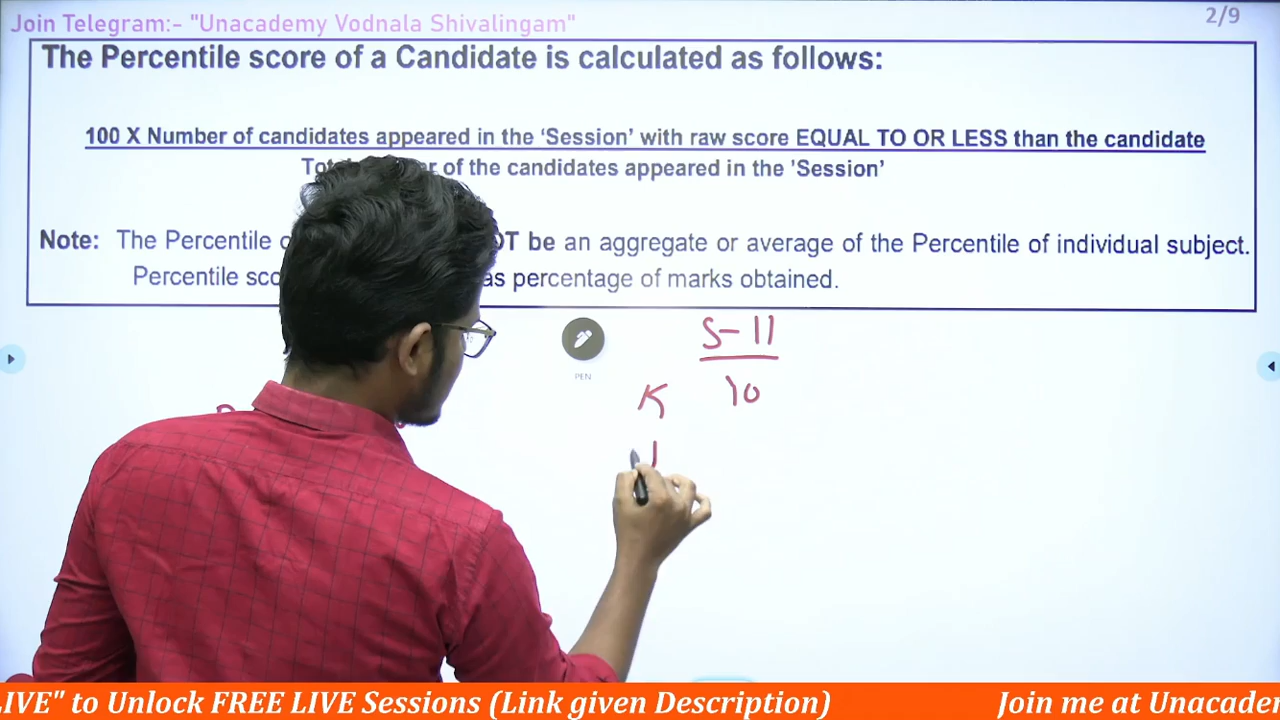 Join Telegram:- "Unacademy Vodnala Shivalingam"
2/9
The Percentile score of a Candidate is calculated as follows:
100 X Number of candidates appeared in the 'Session' with raw score EQUAL TO OR LESS than the candidate
of the candidates appeared in the 'Session'
Note: The Percentile be an aggregate or average of the Percentile of individual subject.
Percentile as percentage of marks obtained.
PEN
S-11
K 10
LIVE" to Unlock FREE LIVE Sessions (Link given Description) Join me at